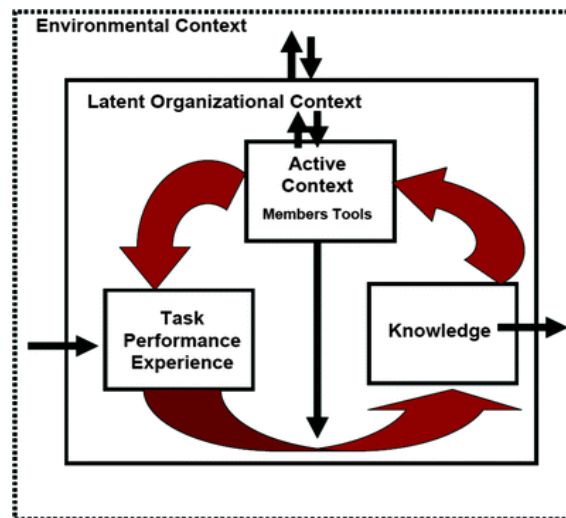 Environmental Context
Latent Organizational Context
Active
Context
Members Tools
Task
Performance
Experience
Knowledge